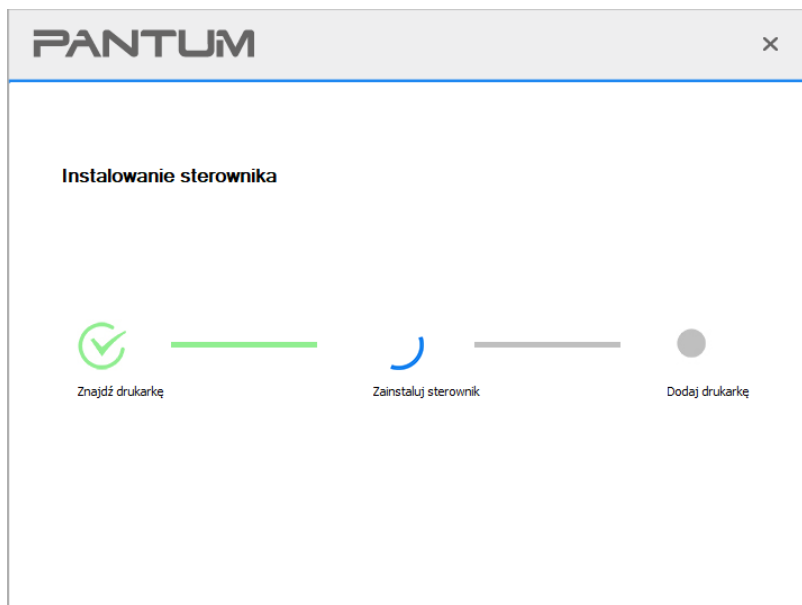 PANTUM
Instalowanie sterownika
Znajdź drukarkę
Zainstaluj sterownik
Dodaj drukarkę